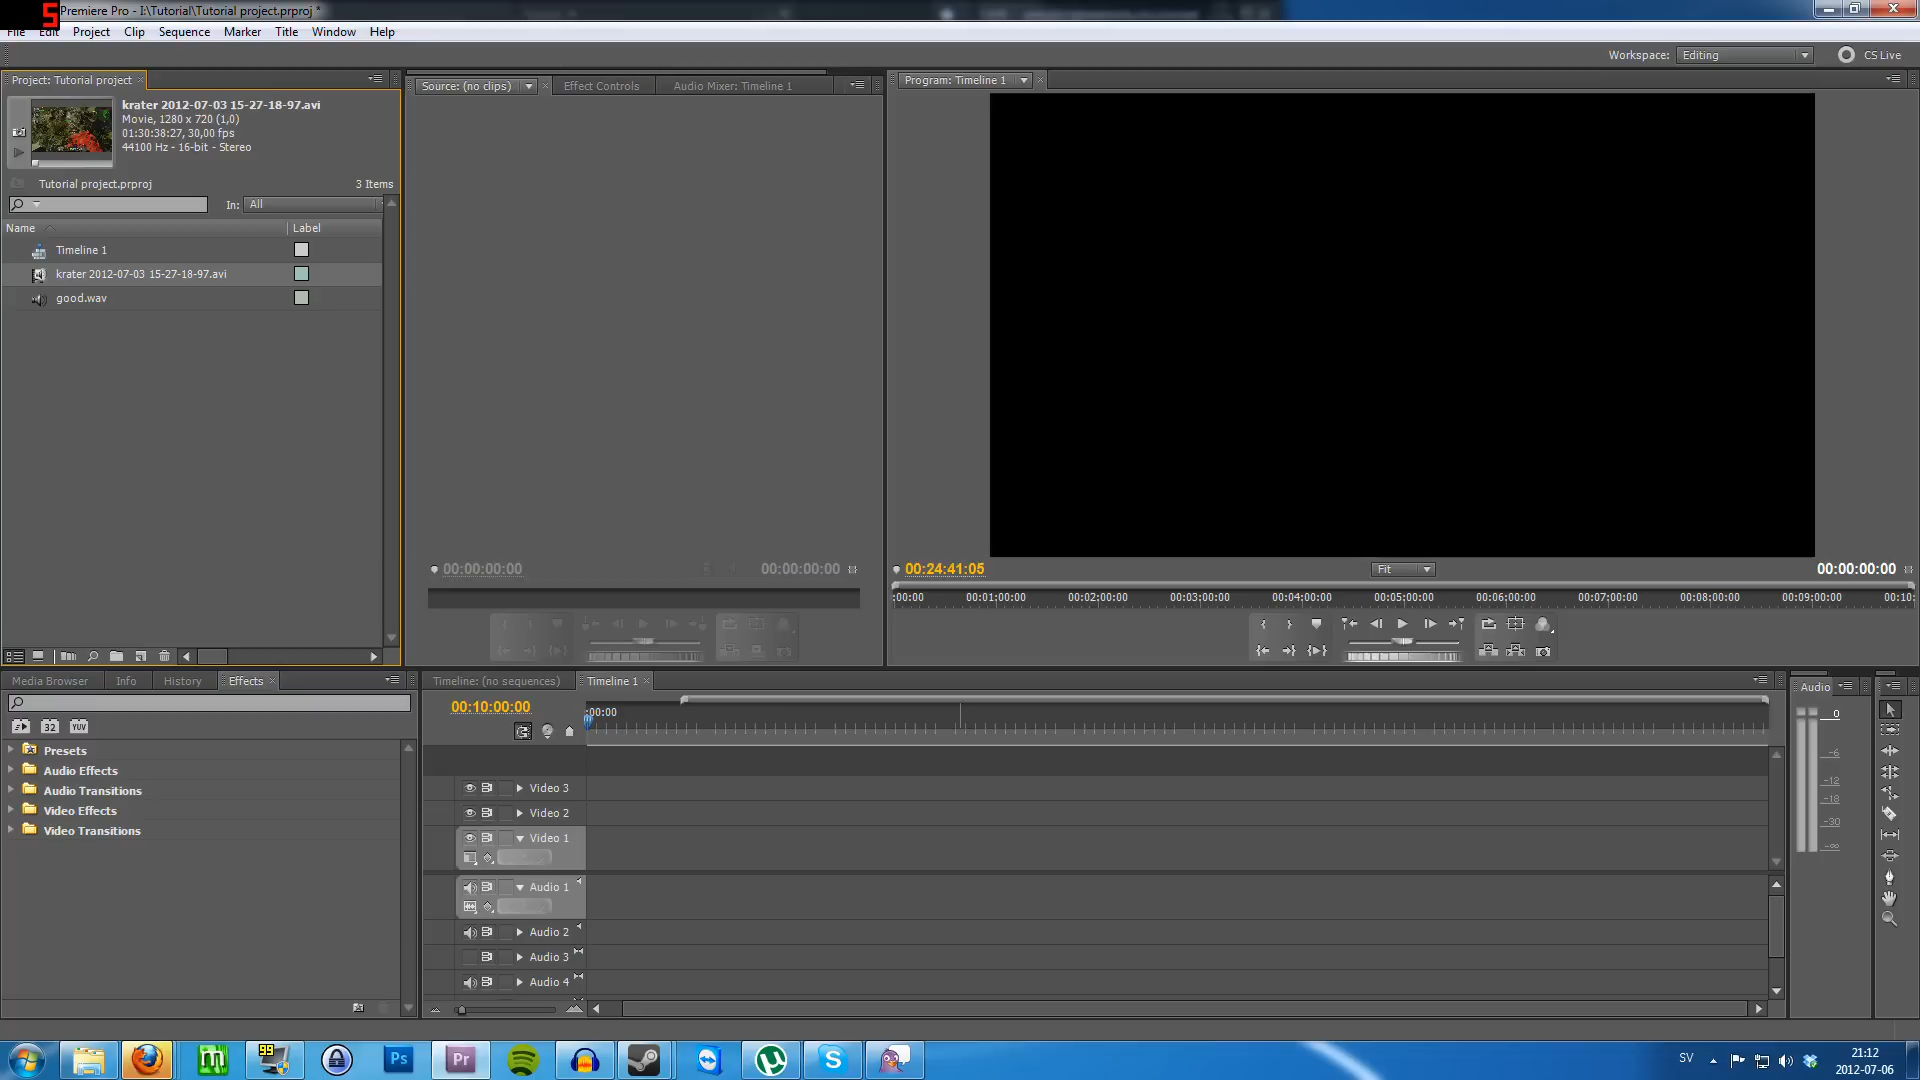 5
Premiere Pro - I:\Tutorial\Tutorial project.prproj *
File Edit Project Clip Sequence Marker Title Window Help
Workspace: Editing CS Live
Project: Tutorial project
Source: (no clips) Effect Controls Audio Mixer: Timeline 1
Program: Timeline 1
krater 2012-07-03 15-27-18-97.avi
Movie, 1280 x 720 (1,0)
01:30:38:27, 30,00 fps
44100 Hz - 16-bit - Stereo
Tutorial project.prproj 3 Items
In: All
Name Label
Timeline 1
krater 2012-07-03 15-27-18-97.avi
good.wav
00:00:00:00 00:00:00:00
00:24:41:05 Fit 00:00:00:00
:00:00 00:01:00:00 00:02:00:00 00:03:00:00 00:04:00:00 00:05:00:00 00:06:00:00 00:07:00:00 00:08:00:00 00:09:00:00 00:10:
Media Browser Info History Effects
Timeline: (no sequences) Timeline 1
Audio
00:10:00:00
:00:00
32 YUV
Presets
Audio Effects
Audio Transitions
Video Effects
Video Transitions
Video 3
Video 2
Video 1
Audio 1
Audio 2
Audio 3
Audio 4
0
-6
-12
-18
-30
-∞
99
Ps
Pr
SV
21:12
2012-07-06